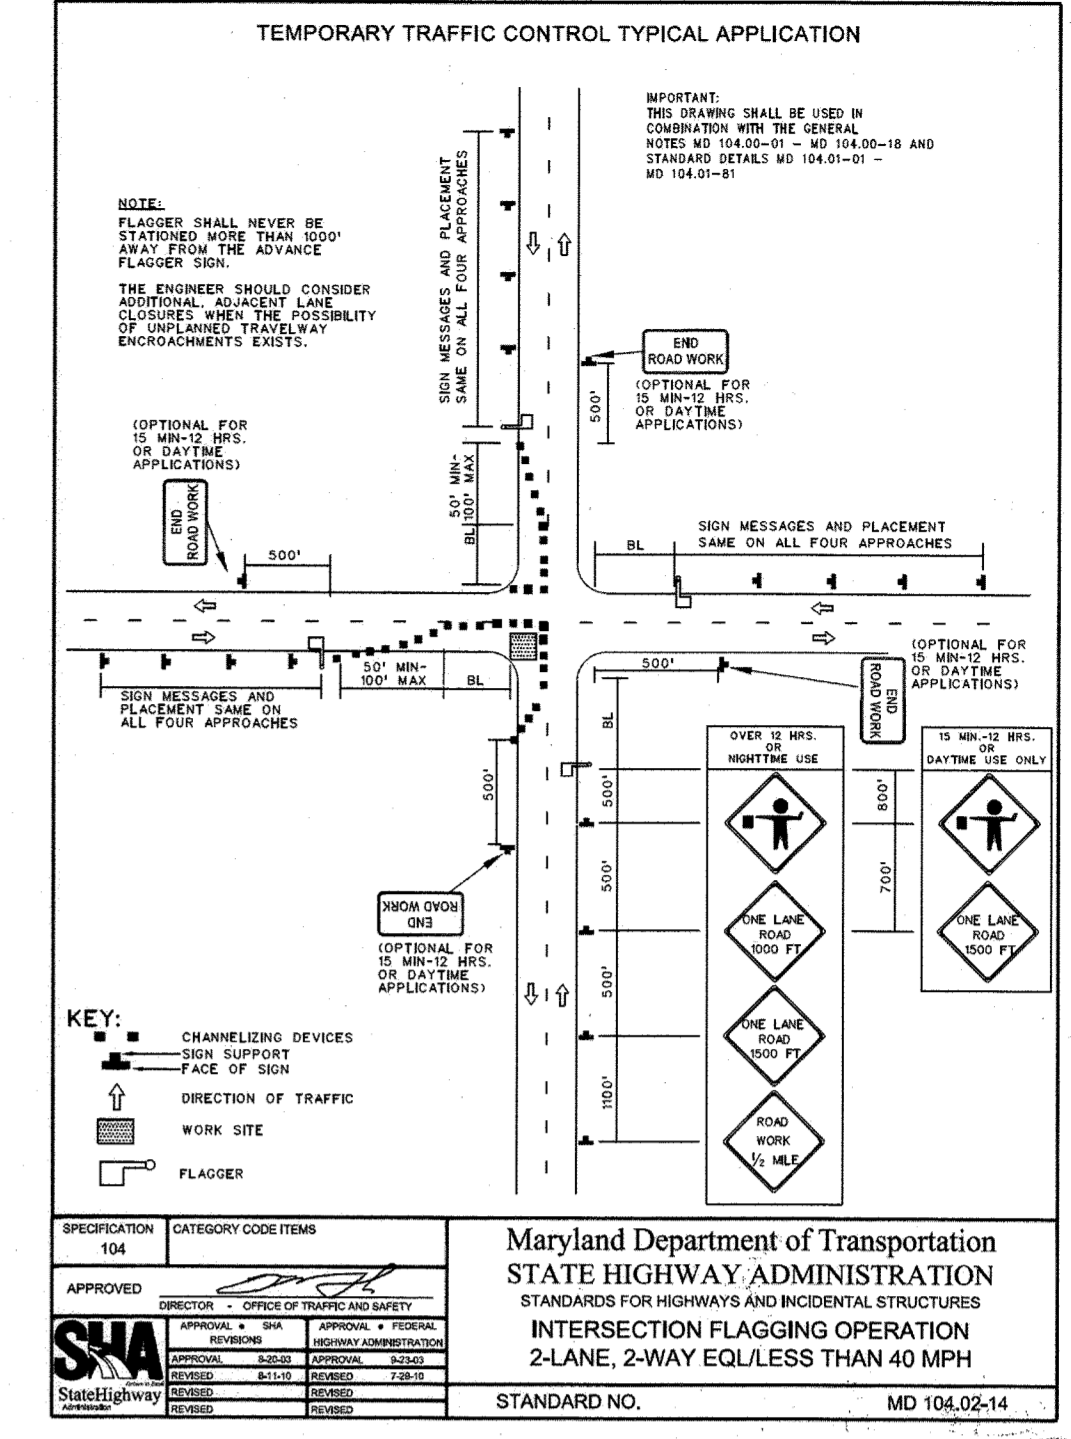 TEMPORARY TRAFFIC CONTROL TYPICAL APPLICATION
IMPORTANT:
THIS DRAWING SHALL BE USED IN
COMBINATION WITH THE GENERAL
NOTES MD 104.00-01 - MD 104.00-18 AND
STANDARD DETAILS MD 104.01-01 -
MD 104.01-81
NOTE:
FLAGGER SHALL NEVER BE
STATIONED MORE THAN 1000'
AWAY FROM THE ADVANCE
FLAGGER SIGN.
THE ENGINEER SHOULD CONSIDER
ADDITIONAL, ADJACENT LANE
CLOSURES WHEN THE POSSIBILITY
OF UNPLANNED TRAVELWAY
ENCROACHMENTS EXISTS.
SIGN MESSAGES AND PLACEMENT
SAME ON ALL FOUR APPROACHES
END
ROAD WORK
(OPTIONAL FOR
15 MIN-12 HRS.
OR DAYTIME
APPLICATIONS)
500'
(OPTIONAL FOR
15 MIN-12 HRS.
OR DAYTIME
APPLICATIONS)
END
ROAD WORK
500'
50' MIN-
100' MAX
BL
BL
SIGN MESSAGES AND PLACEMENT
SAME ON ALL FOUR APPROACHES
50' MIN-
100' MAX
BL
SIGN MESSAGES AND
PLACEMENT SAME ON
ALL FOUR APPROACHES
500'
(OPTIONAL FOR
15 MIN-12 HRS.
OR DAYTIME
APPLICATIONS)
END
ROAD WORK
BL
500'
500'
500'
1100'
500'
END
ROAD WORK
(OPTIONAL FOR
15 MIN-12 HRS.
OR DAYTIME
APPLICATIONS)
OVER 12 HRS.
OR
NIGHTTIME USE
ONE LANE
ROAD
1000 FT
ONE LANE
ROAD
1500 FT
ROAD
WORK
1/2 MILE
800'
700'
15 MIN.-12 HRS.
OR
DAYTIME USE ONLY
ONE LANE
ROAD
1500 FT
KEY:
CHANNELIZING DEVICES
SIGN SUPPORT
FACE OF SIGN
DIRECTION OF TRAFFIC
WORK SITE
FLAGGER
SPECIFICATION
104
CATEGORY CODE ITEMS
APPROVED
DIRECTOR - OFFICE OF TRAFFIC AND SAFETY
SHA
StateHighway
Administration
APPROVAL • SHA
REVISIONS
APPROVAL • FEDERAL
HIGHWAY ADMINISTRATION
APPROVAL 8-20-03 APPROVAL 9-23-03
REVISED 8-11-10 REVISED 7-28-10
REVISED REVISED
REVISED REVISED
Maryland Department of Transportation
STATE HIGHWAY ADMINISTRATION
STANDARDS FOR HIGHWAYS AND INCIDENTAL STRUCTURES
INTERSECTION FLAGGING OPERATION
2-LANE, 2-WAY EQL/LESS THAN 40 MPH
STANDARD NO. MD 104.02-14